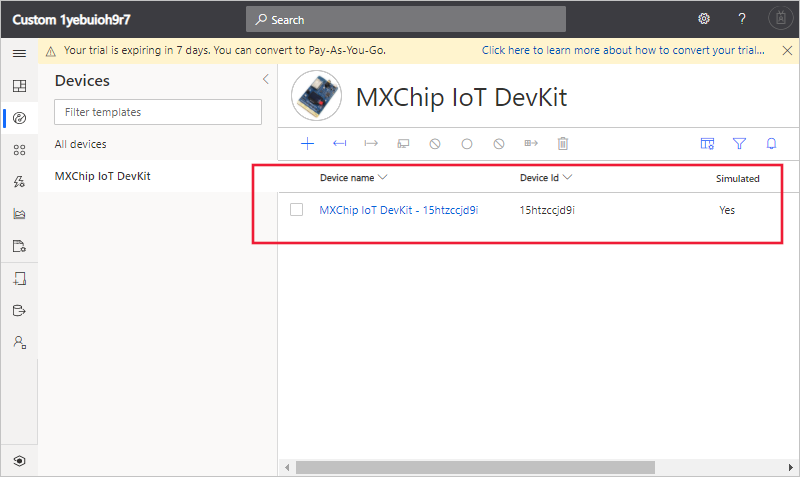 Custom 1yebuioh9r7
Search
?
Your trial is expiring in 7 days. You can convert to Pay-As-You-Go.
Click here to learn more about how to convert your trial...
Devices
Filter templates
All devices
MXChip IoT DevKit
MXChip IoT DevKit
Device name
Device Id
Simulated
MXChip IoT DevKit - 15htzccjd9i
15htzccjd9i
Yes